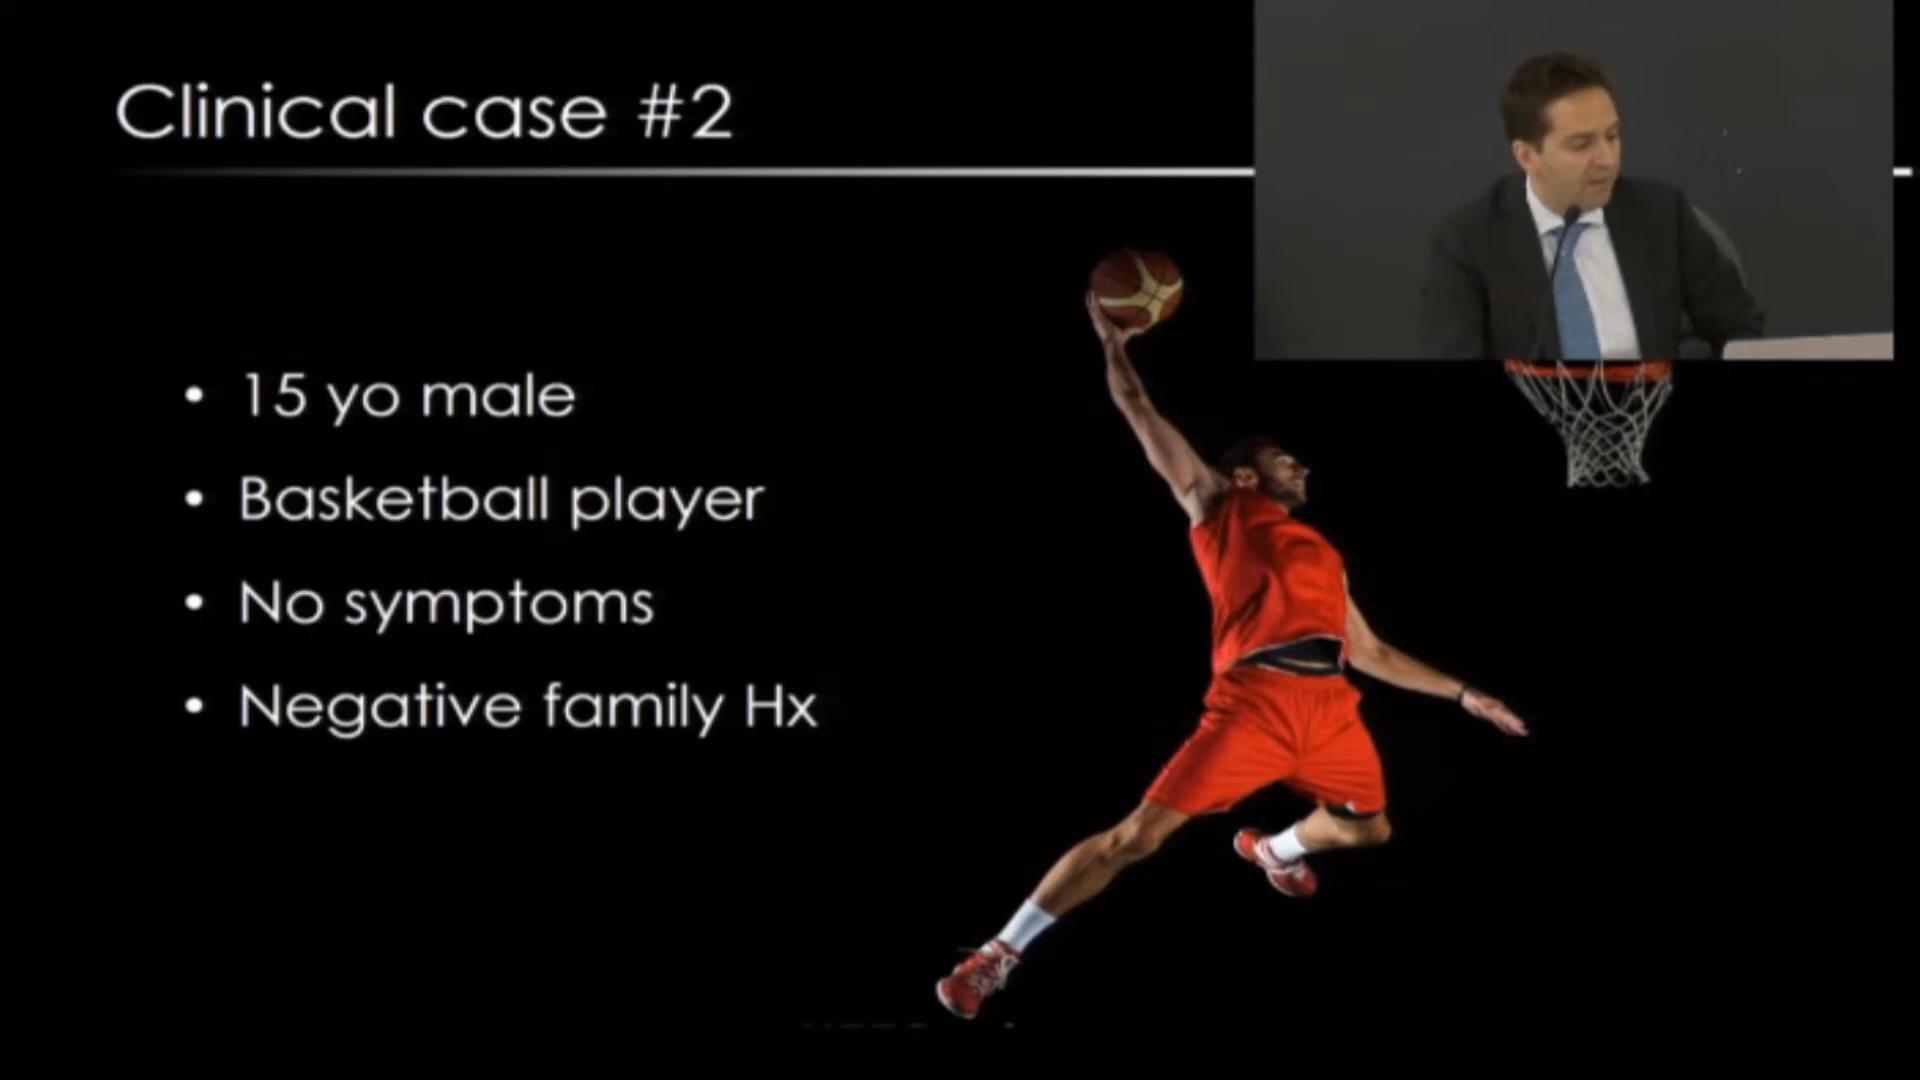 Clinical case #2
• 15 yo male
• Basketball player
• No symptoms
• Negative family Hx